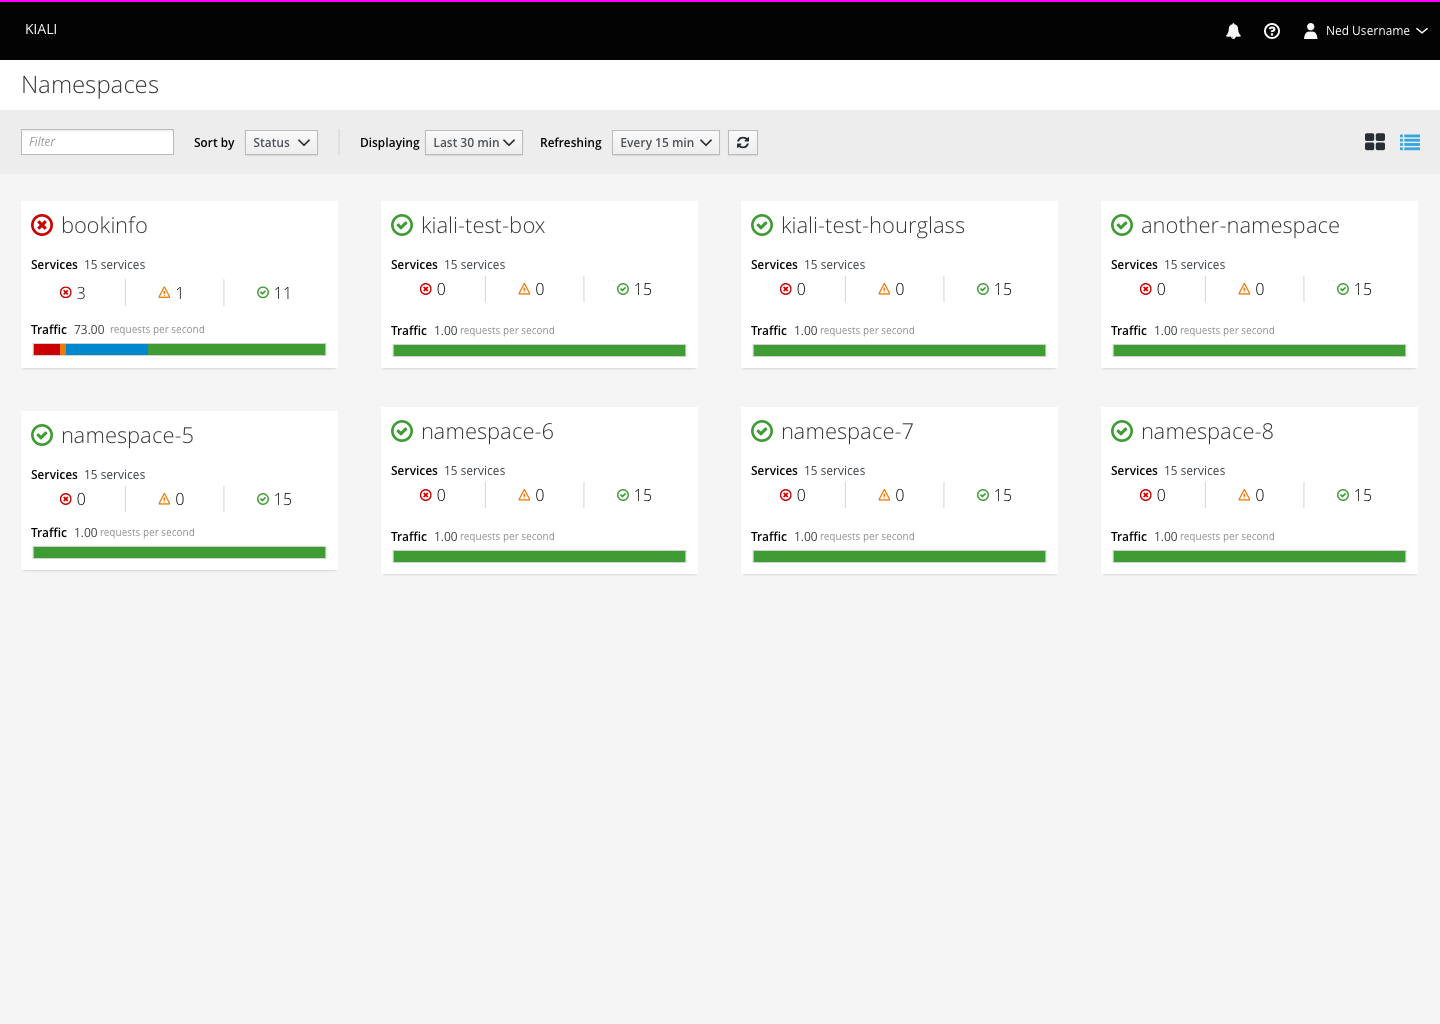 KIALI
Ned Username
Namespaces
Filter Sort by Status Displaying Last 30 min Refreshing Every 15 min
bookinfo
Services 15 services
3 1 11
Traffic 73.00 requests per second
kiali-test-box
Services 15 services
0 0 15
Traffic 1.00 requests per second
kiali-test-hourglass
Services 15 services
0 0 15
Traffic 1.00 requests per second
another-namespace
Services 15 services
0 0 15
Traffic 1.00 requests per second
namespace-5
Services 15 services
0 0 15
Traffic 1.00 requests per second
namespace-6
Services 15 services
0 0 15
Traffic 1.00 requests per second
namespace-7
Services 15 services
0 0 15
Traffic 1.00 requests per second
namespace-8
Services 15 services
0 0 15
Traffic 1.00 requests per second